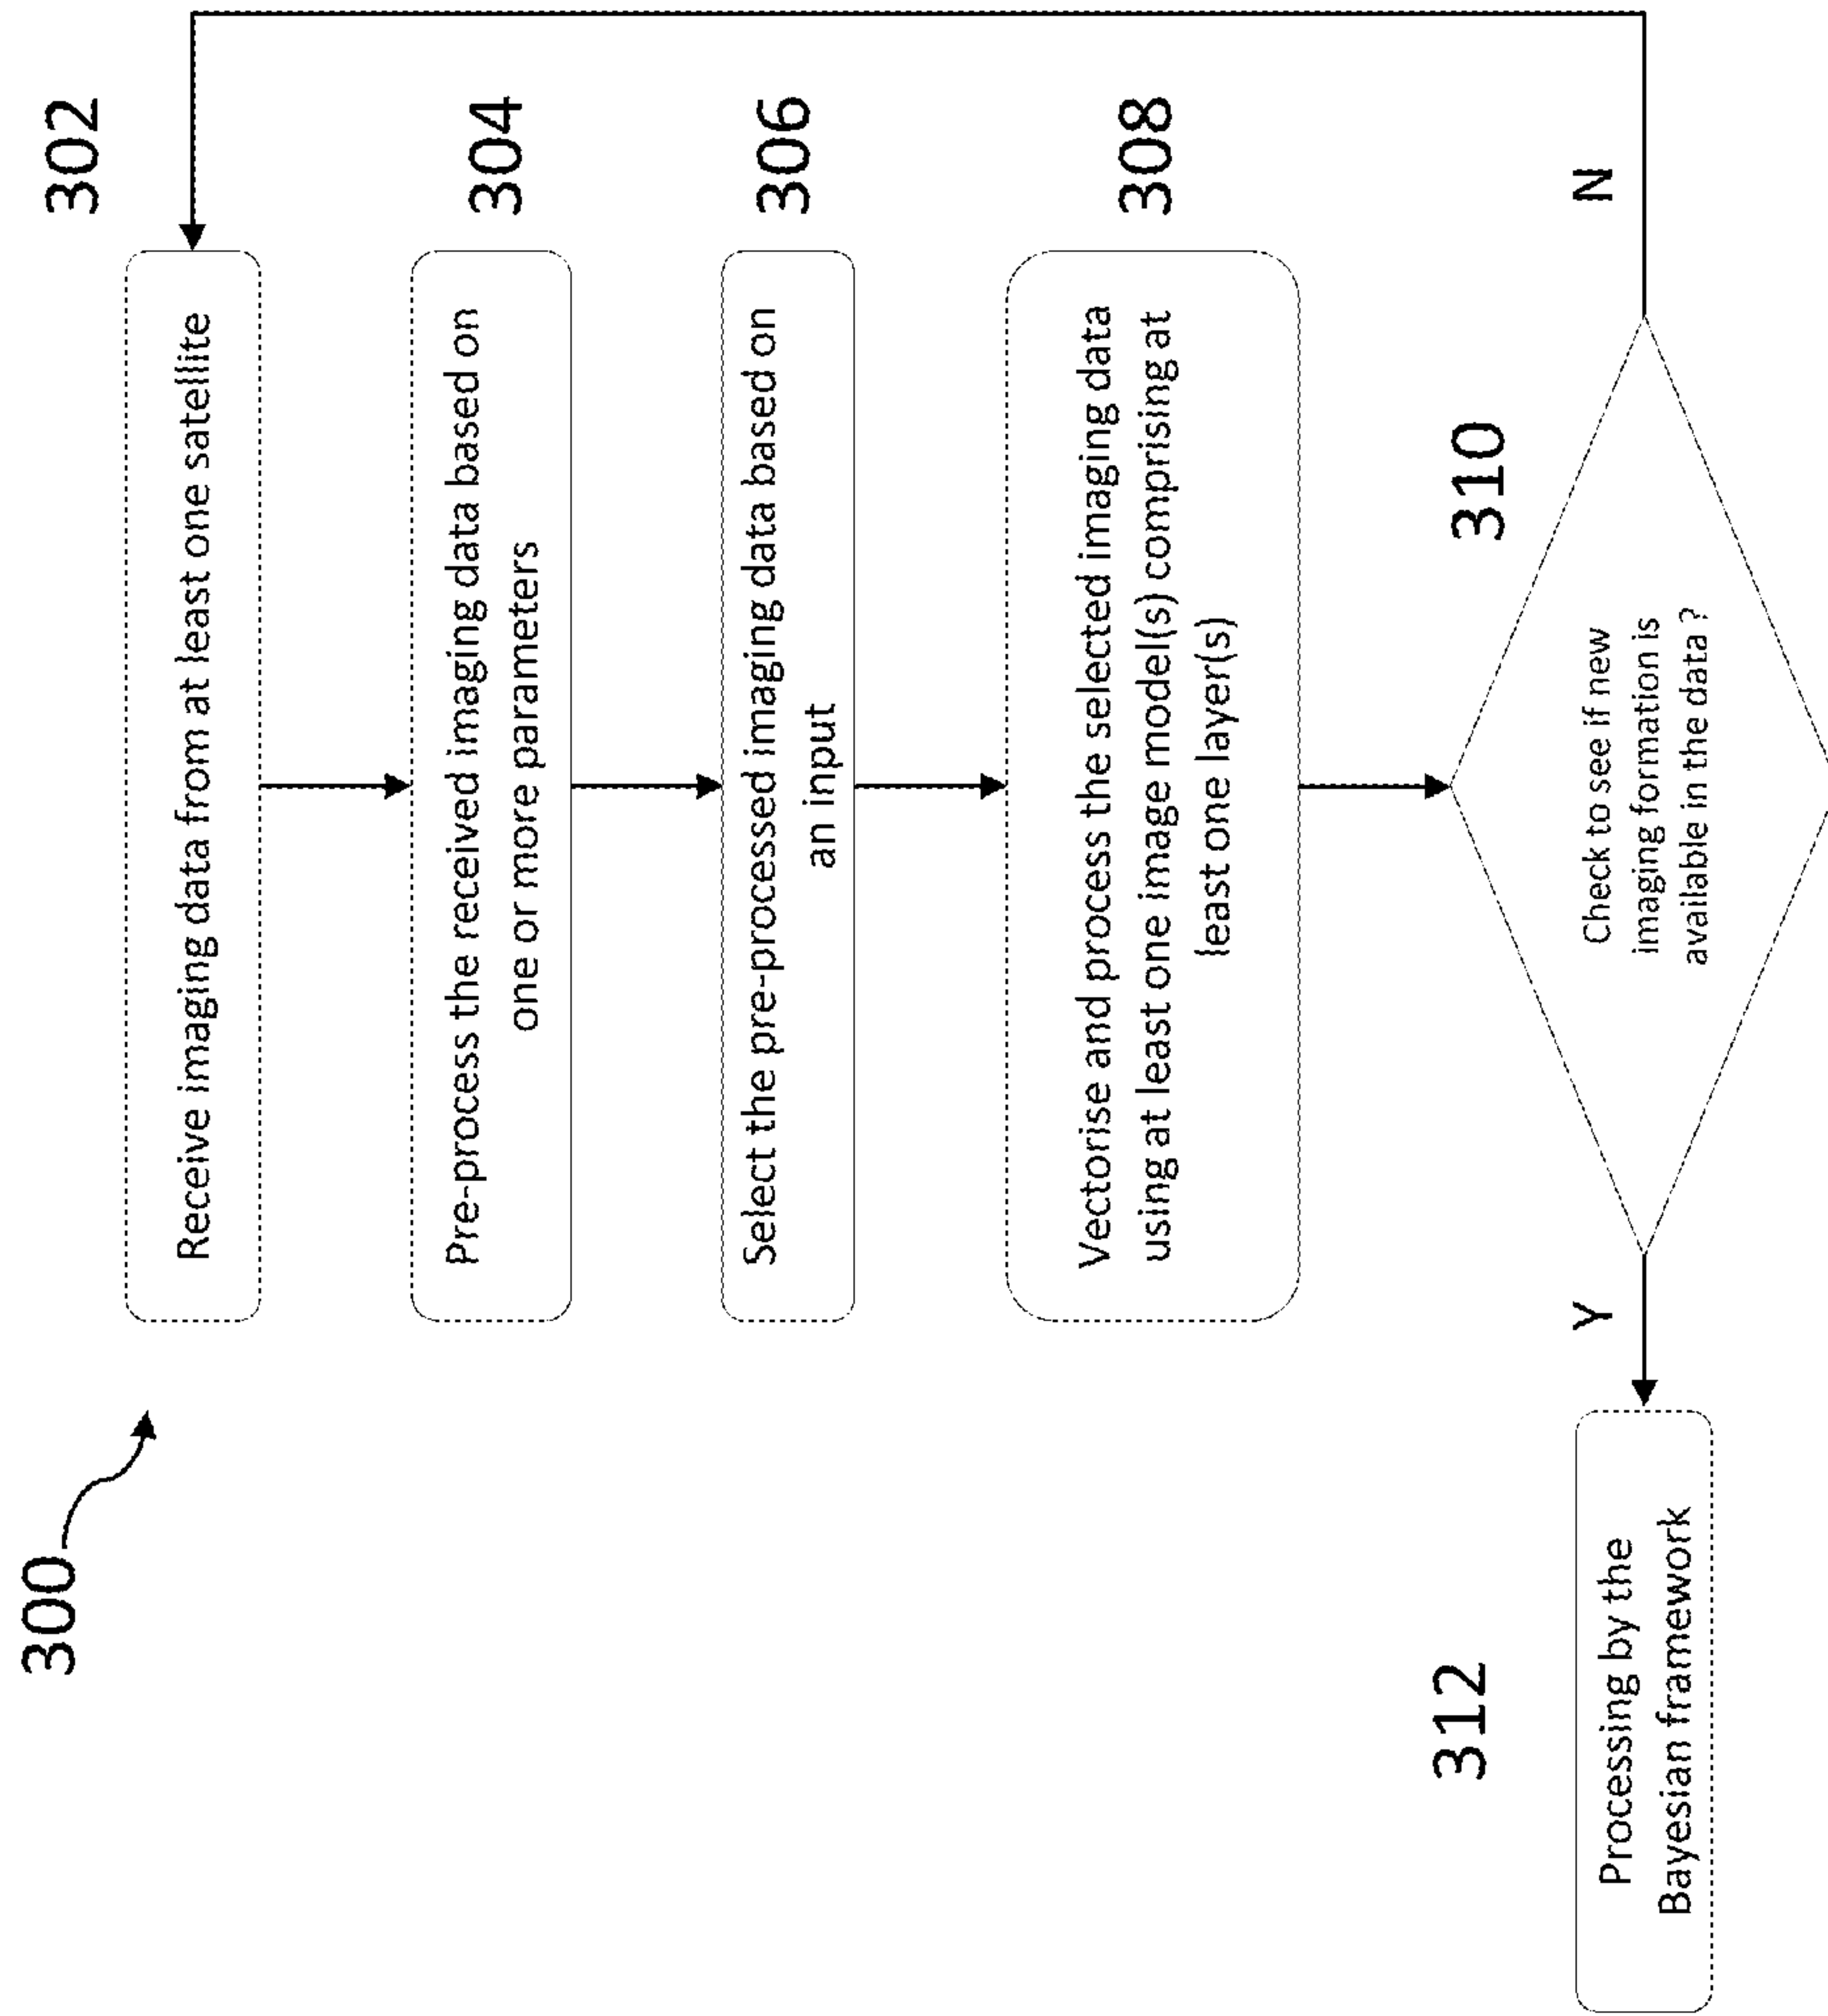 300
302
Receive imaging data from at least one satellite
304
Pre-process the received imaging data based on
one or more parameters
306
Select the pre-processed imaging data based on
an input
308
Vectorise and process the selected imaging data
using at least one image model(s) comprising at
least one layer(s)
310
Check to see if new
imaging formation is
available in the data ?
N
Y
312
Processing by the
Bayesian framework